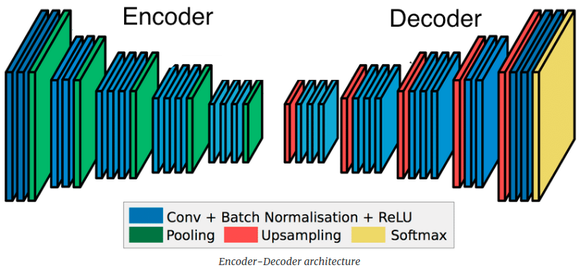 Encoder
Decoder
Conv + Batch Normalisation + ReLU
Pooling Upsampling Softmax
Encoder-Decoder architecture